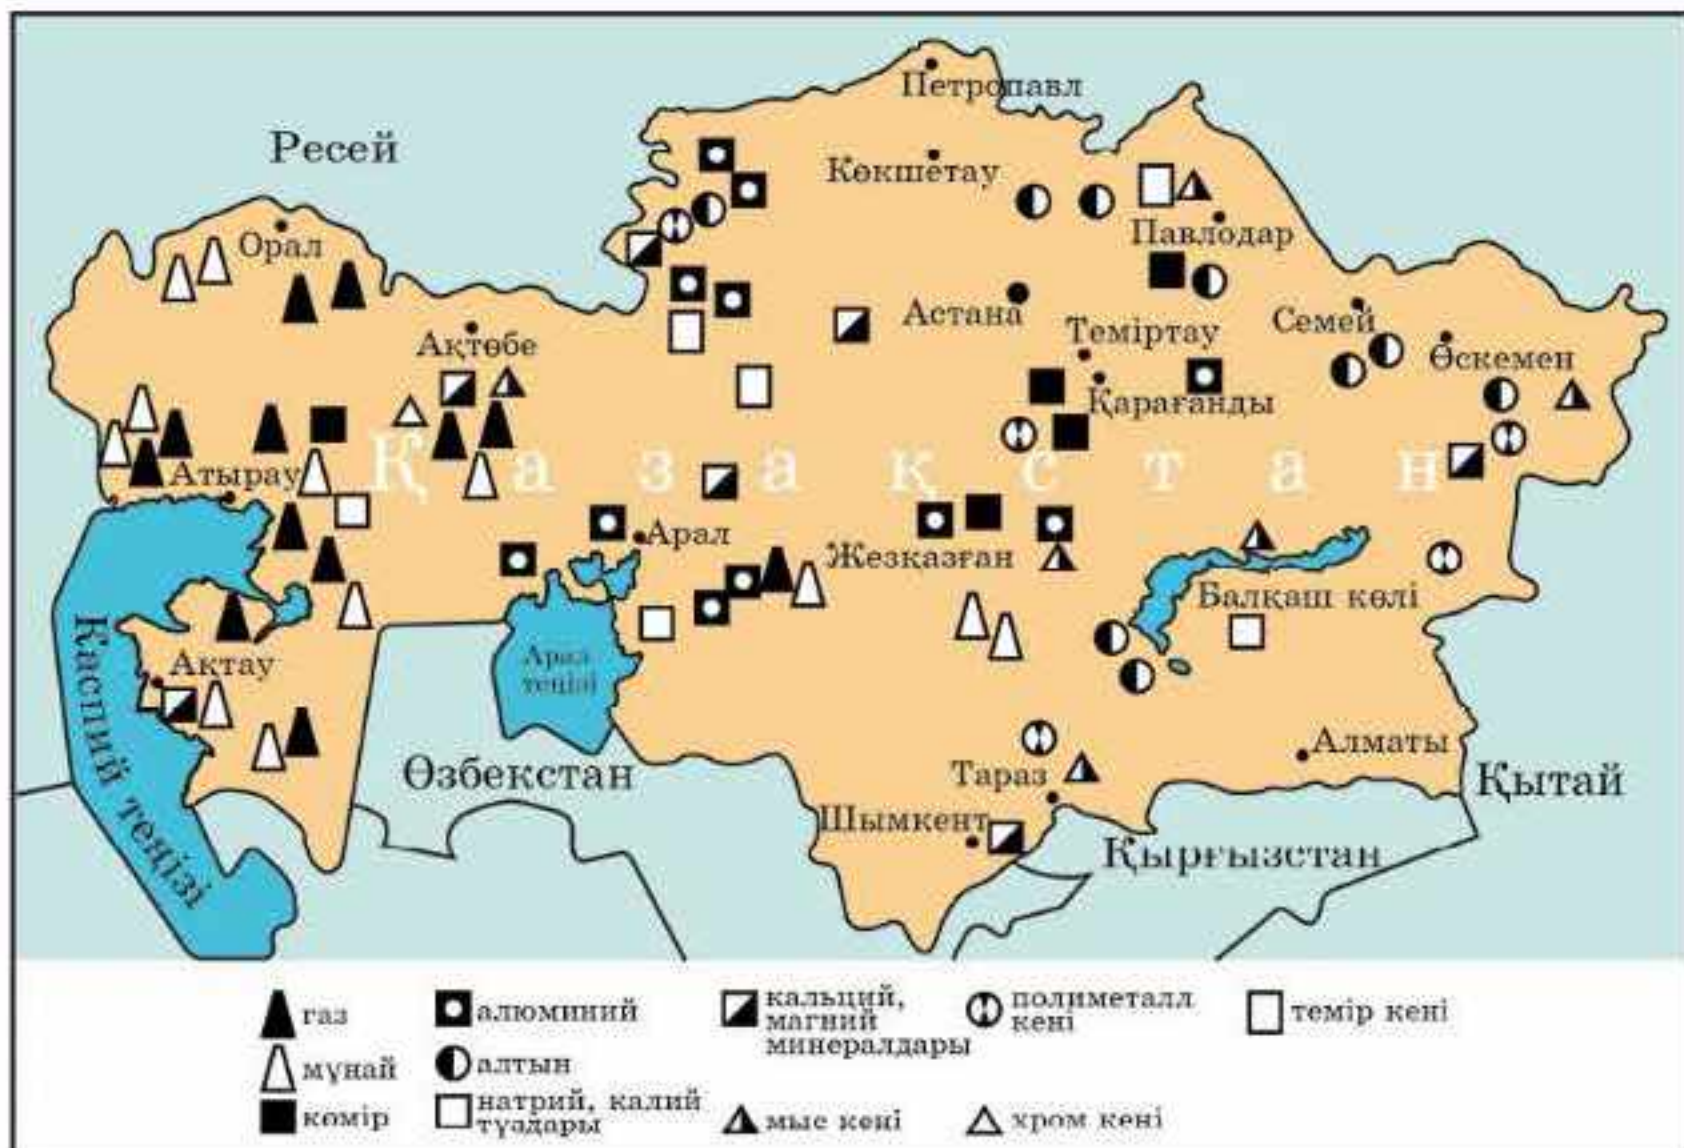 Петропавл
Ресей
Көкшетау
Орал
Павлодар
Астана
Теміртау
Семей
Ақтөбе
Өскемен
Қарағанды
Қазақстан
Атырау
Арал
Жезқазған
Балқаш көлі
Каспий теңізі
Ақтау
Арал
теңізі
Өзбекстан
Алматы
Тараз
Қытай
Шымкент
Қырғызстан
газ
мұнай
көмір
алюминий
алтын
натрий, калий
тұздары
кальций,
магний
минералдары
мыс кені
полиметалл
кені
хром кені
темір кені